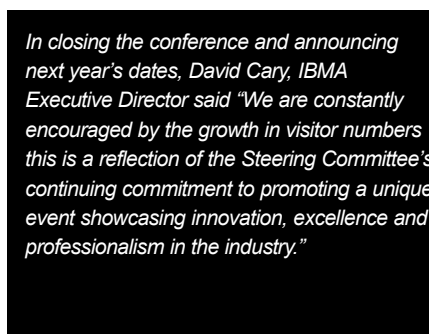 In closing the conference and announcing
next year’s dates, David Cary, IBMA
Executive Director said “We are constantly
encouraged by the growth in visitor numbers
this is a reflection of the Steering Committee’s
continuing commitment to promoting a unique
event showcasing innovation, excellence and
professionalism in the industry.”